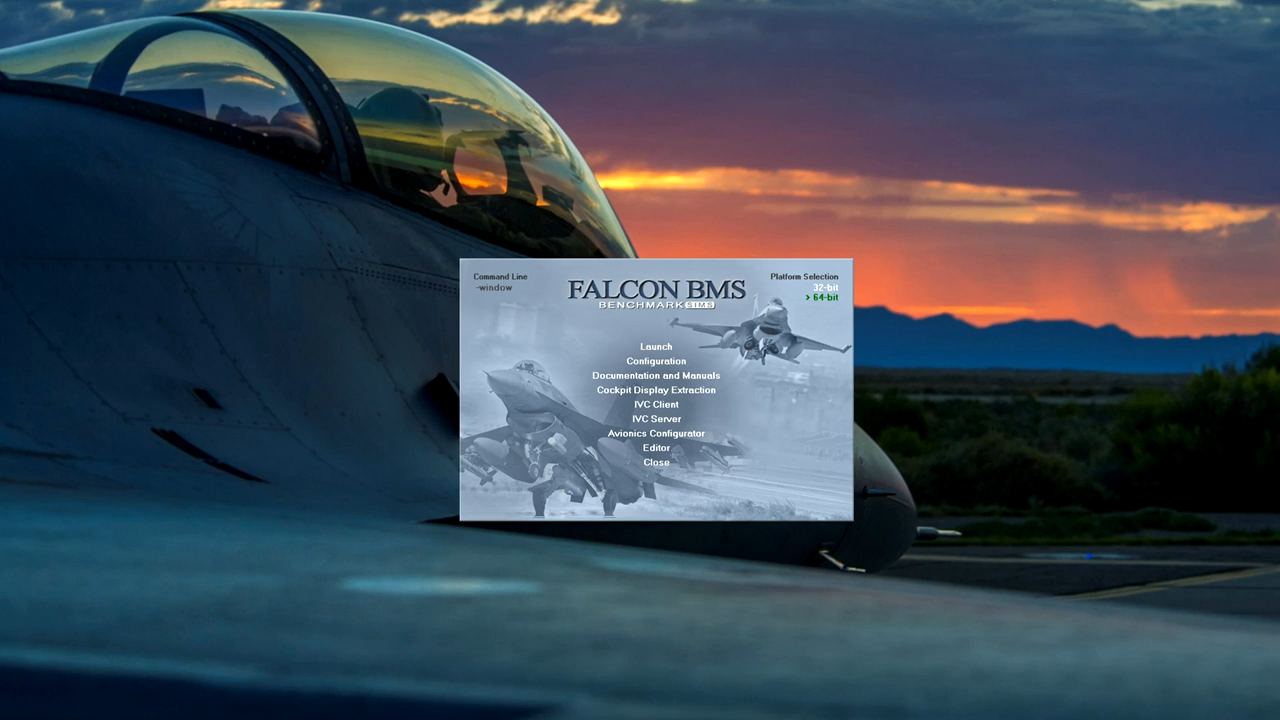 Command Line
-window
FALCON BMS
BENCHMARK SIMS
Platform Selection
32-bit
> 64-bit
Launch
Configuration
Documentation and Manuals
Cockpit Display Extraction
IVC Client
IVC Server
Avionics Configurator
Editor
Close